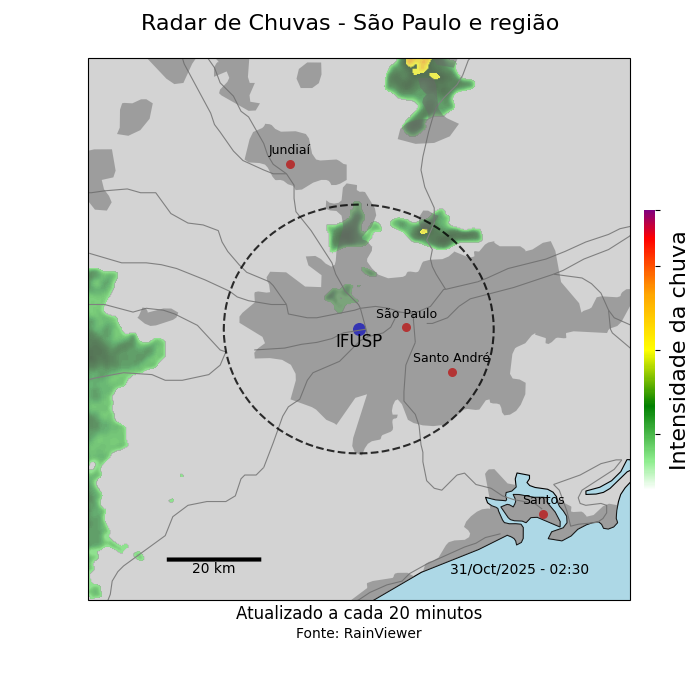 Radar de Chuvas - São Paulo e região
Jundiaí
São Paulo
IFUSP
Santo André
Santos
20 km
31/Oct/2025 - 02:30
Intensidade da chuva
Atualizado a cada 20 minutos
Fonte: RainViewer